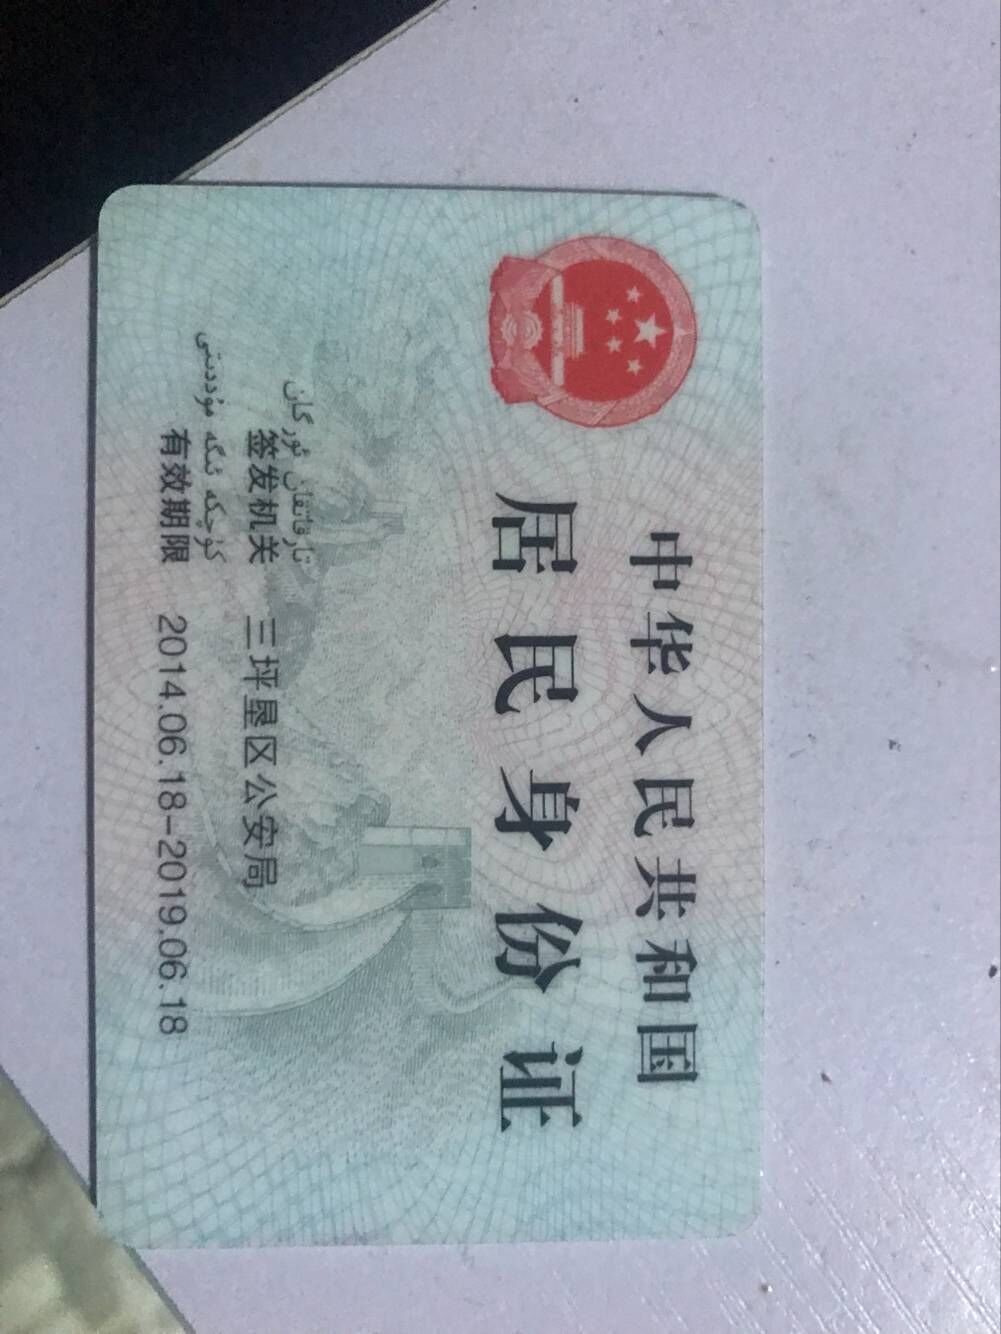 中华人民共和国
居民身份证
تارقاتقان ئورگان
签发机关 三坪垦区公安局
كۈچكە ئىگە مۇددىتى
有效期限 2014.06.18-2019.06.18